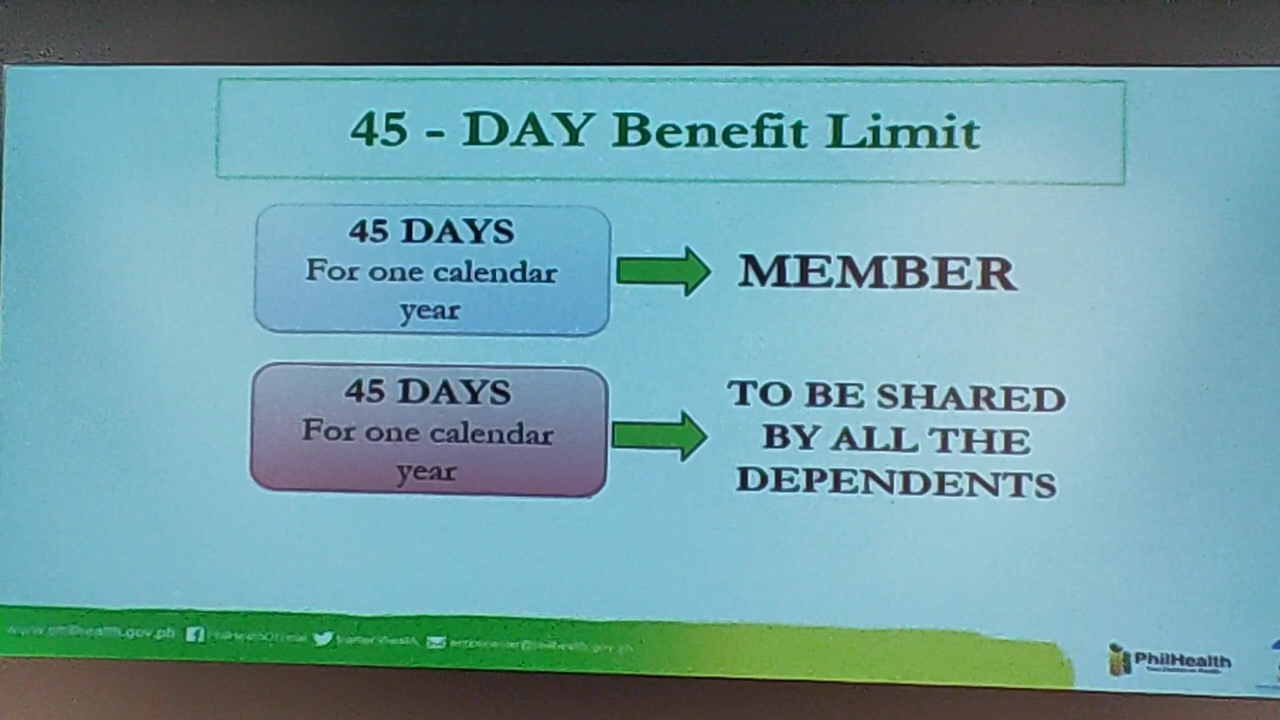 45 - DAY Benefit Limit
45 DAYS
For one calendar
year
MEMBER
45 DAYS
For one calendar
year
TO BE SHARED
BY ALL THE
DEPENDENTS
www.philhealth.gov.ph
PhilHealth